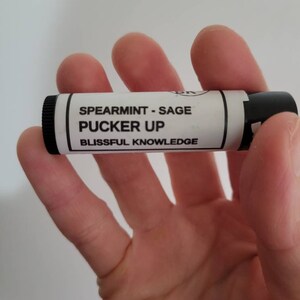 SPEARMINT - SAGE
PUCKER UP
BLISSFUL KNOWLEDGE